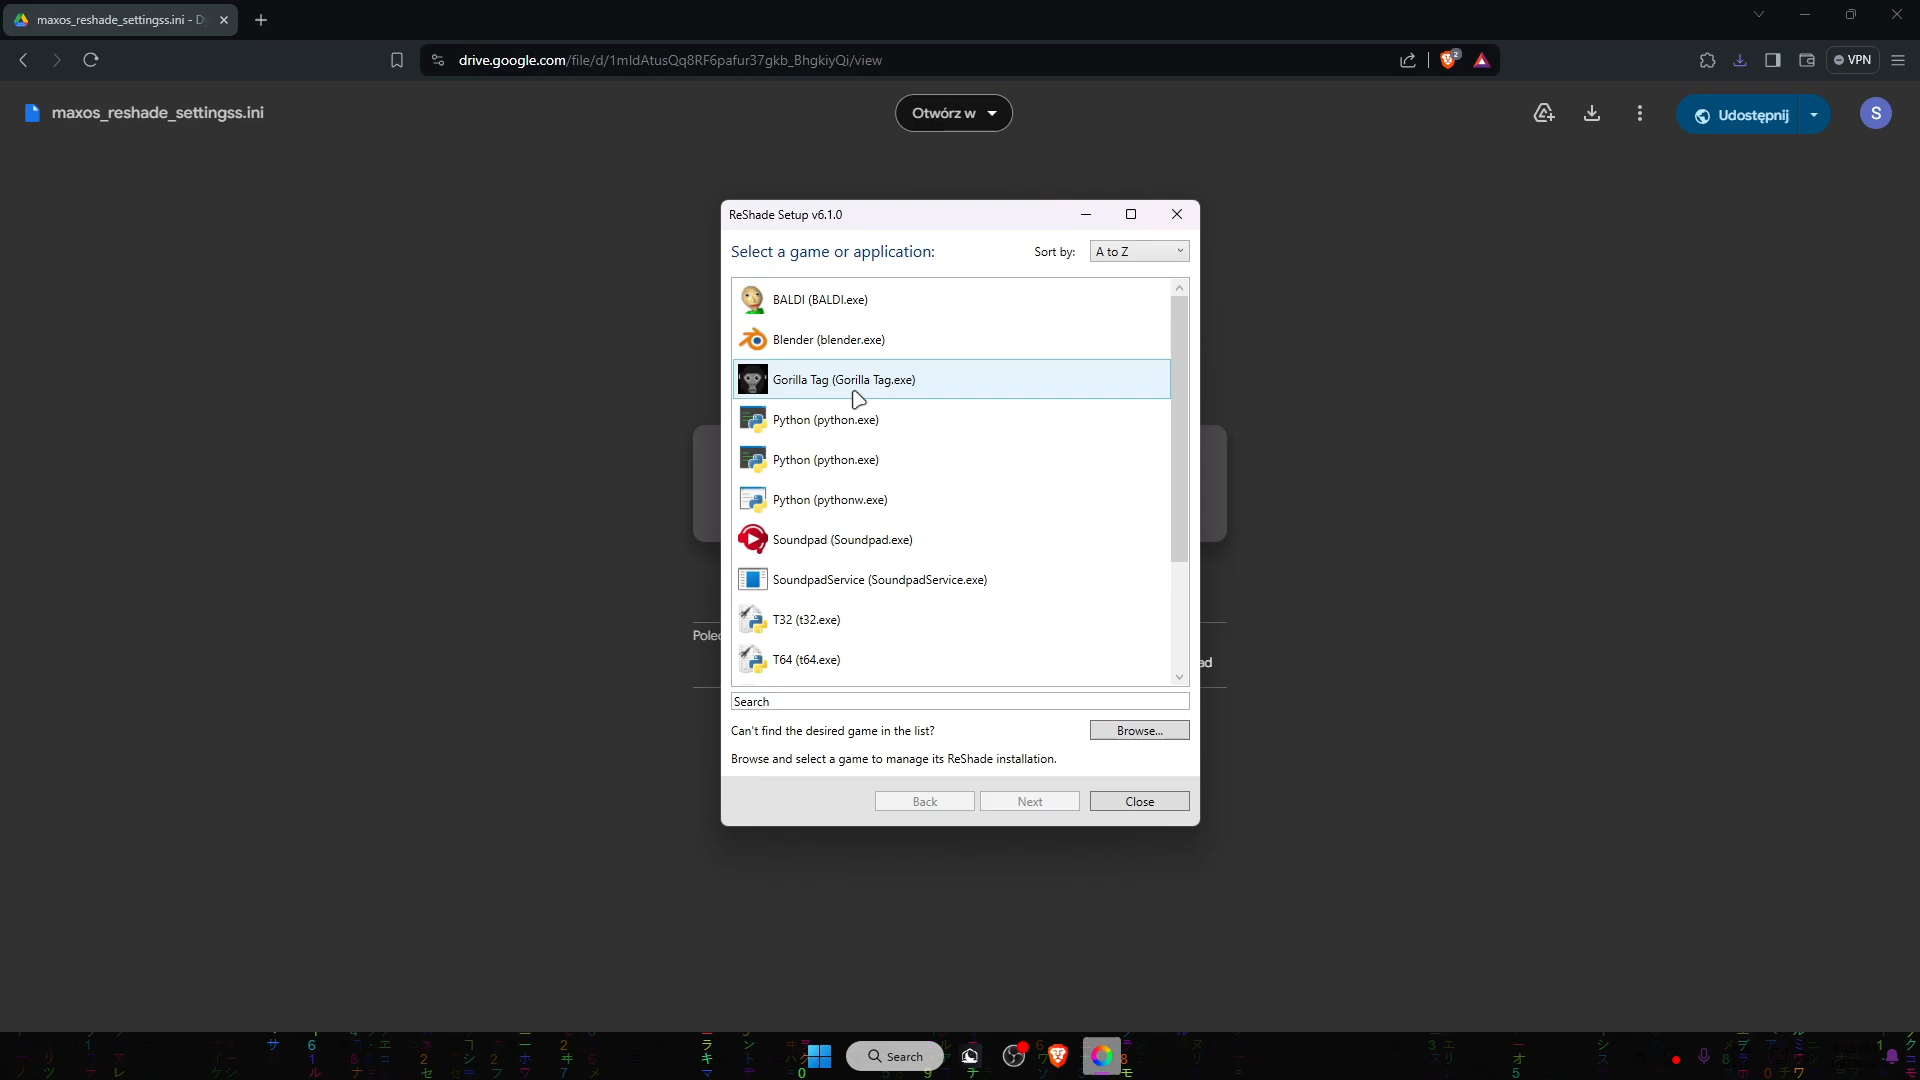 maxos_reshade_settingss.ini - D
drive.google.com/file/d/1mldAtusQq8RF6pafur37gkb_BhgkiyQi/view
2
VPN
maxos_reshade_settingss.ini
Otwórz w
Udostępnij
S
ReShade Setup v6.1.0
Select a game or application:
Sort by:
A to Z
BALDI (BALDI.exe)
Blender (blender.exe)
Gorilla Tag (Gorilla Tag.exe)
Python (python.exe)
Python (python.exe)
Python (pythonw.exe)
Soundpad (Soundpad.exe)
SoundpadService (SoundpadService.exe)
T32 (t32.exe)
T64 (t64.exe)
Polec
ad
Search
Can't find the desired game in the list?
Browse...
Browse and select a game to manage its ReShade installation.
Back
Next
Close
Search